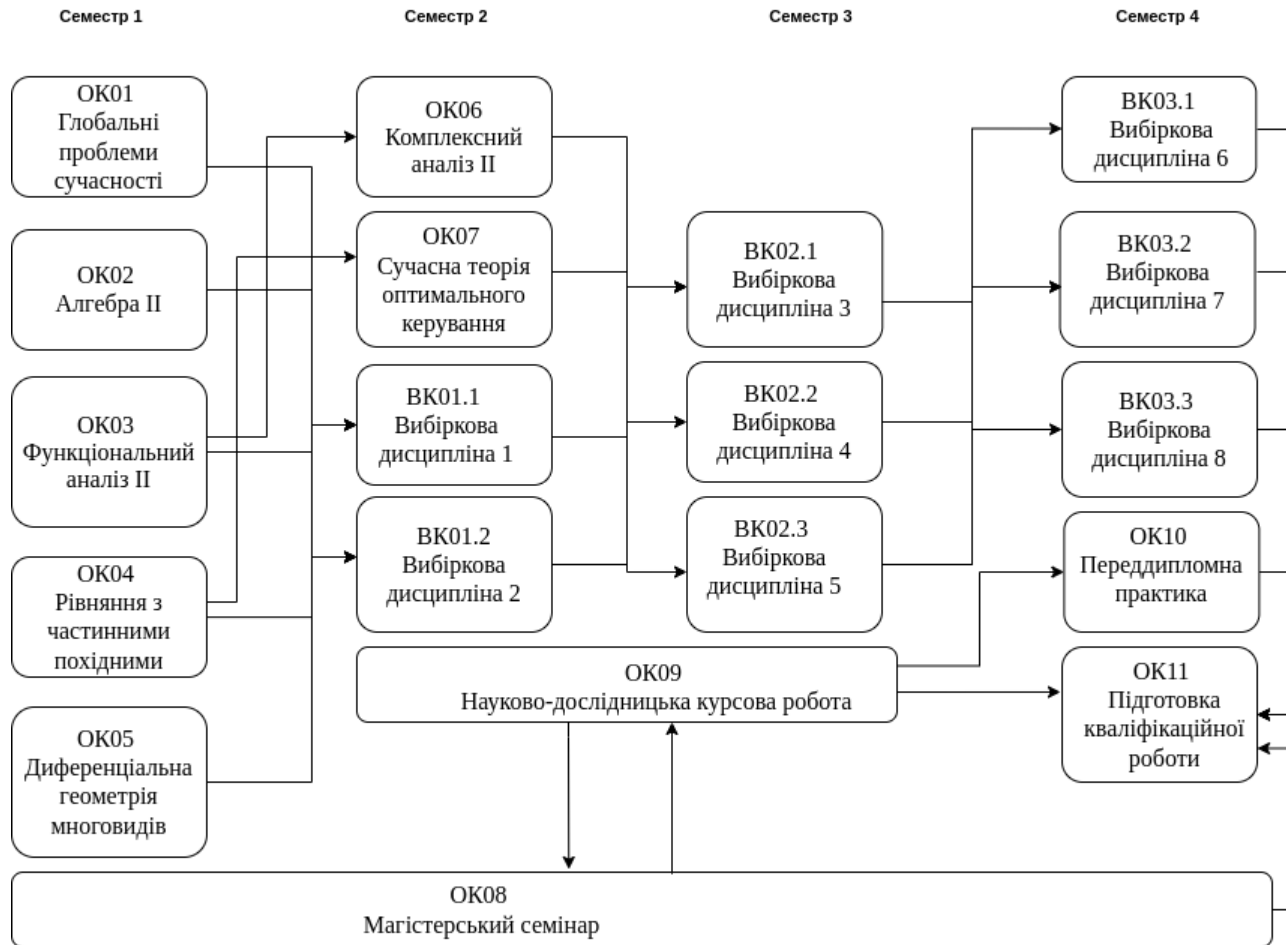 Семестр 1
Семестр 2
Семестр 3
Семестр 4
ОК01
Глобальні
проблеми
сучасності
ОК02
Алгебра II
ОК03
Функціональний
аналіз II
ОК04
Рівняння з
частинними
похідними
ОК05
Диференціальна
геометрія
многовидів
ОК06
Комплексний
аналіз II
ОК07
Сучасна теорія
оптимального
керування
ВК01.1
Вибіркова
дисципліна 1
ВК01.2
Вибіркова
дисципліна 2
ВК02.1
Вибіркова
дисципліна 3
ВК02.2
Вибіркова
дисципліна 4
ВК02.3
Вибіркова
дисципліна 5
ВК03.1
Вибіркова
дисципліна 6
ВК03.2
Вибіркова
дисципліна 7
ВК03.3
Вибіркова
дисципліна 8
ОК10
Переддипломна
практика
ОК09
Науково-дослідницька курсова робота
ОК11
Підготовка
кваліфікаційної
роботи
ОК08
Магістерський семінар